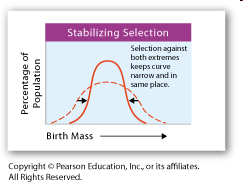 Stabilizing Selection
Percentage of
Population
Selection against
both extremes
keeps curve
narrow and in
same place.
Birth Mass
Copyright © Pearson Education, Inc., or its affiliates.
All Rights Reserved.